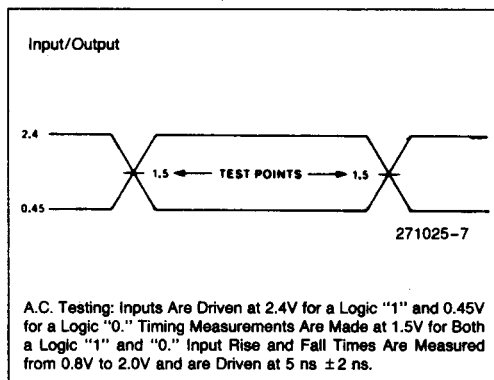 Input/Output
2.4
1.5 TEST POINTS 1.5
0.45
271025-7
A.C. Testing: Inputs Are Driven at 2.4V for a Logic "1" and 0.45V
for a Logic "0." Timing Measurements Are Made at 1.5V for Both
a Logic "1" and "0." Input Rise and Fall Times Are Measured
from 0.8V to 2.0V and are Driven at 5 ns ±2 ns.